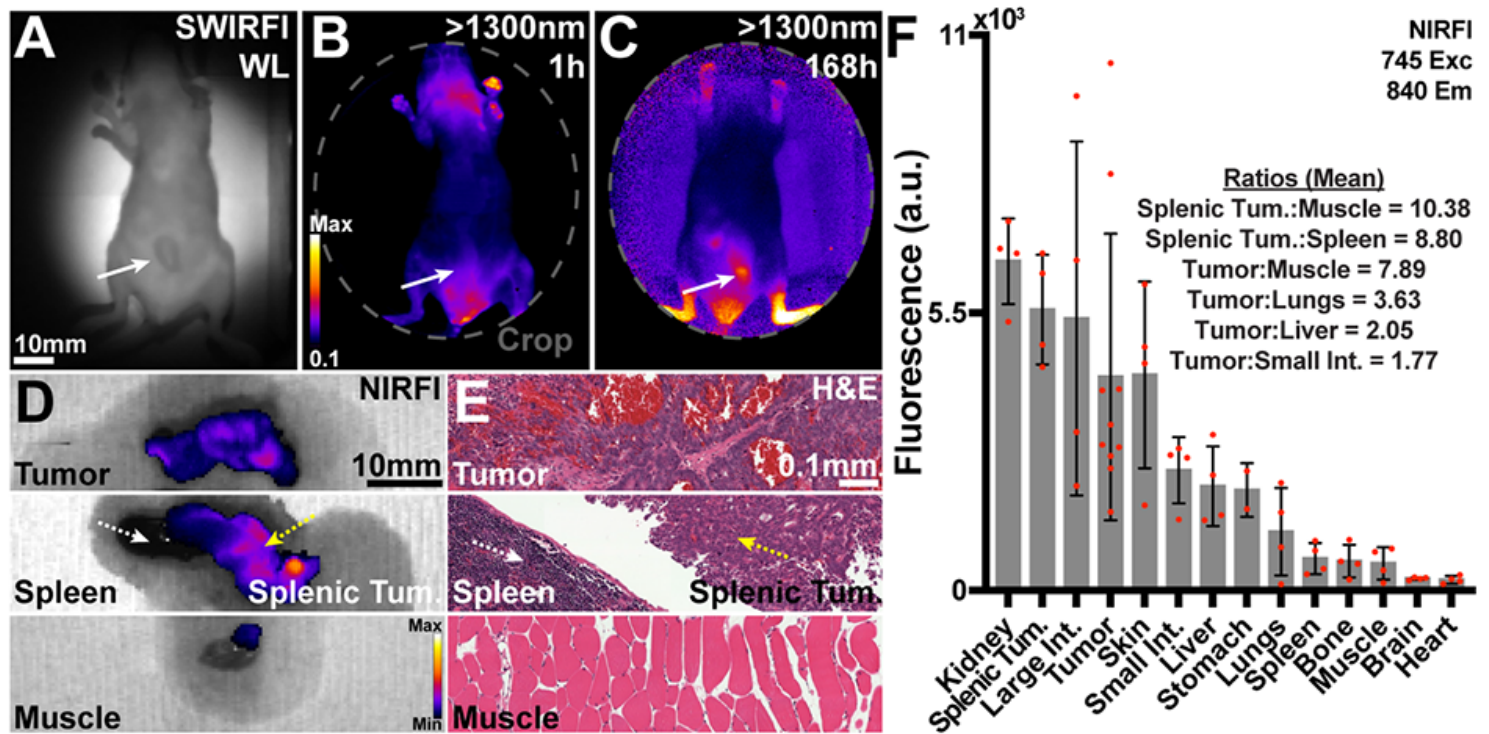 A
SWIRFI
WL
10mm
B
>1300nm
1h
Max
0.1
Crop
C
>1300nm
168h
D
NIRFI
Tumor
10mm
Spleen
Splenic Tum.
Muscle
Max
Min
E
H&E
Tumor
0.1mm
Spleen
Splenic Tum.
Muscle
F
x10³
NIRFI
745 Exc
840 Em
Fluorescence (a.u.)
11
5.5
0
Ratios (Mean)
Splenic Tum.:Muscle = 10.38
Splenic Tum.:Spleen = 8.80
Tumor:Muscle = 7.89
Tumor:Lungs = 3.63
Tumor:Liver = 2.05
Tumor:Small Int. = 1.77
Kidney
Splenic Tum.
Large Int.
Tumor
Skin
Small Int.
Liver
Stomach
Lungs
Spleen
Bone
Muscle
Brain
Heart